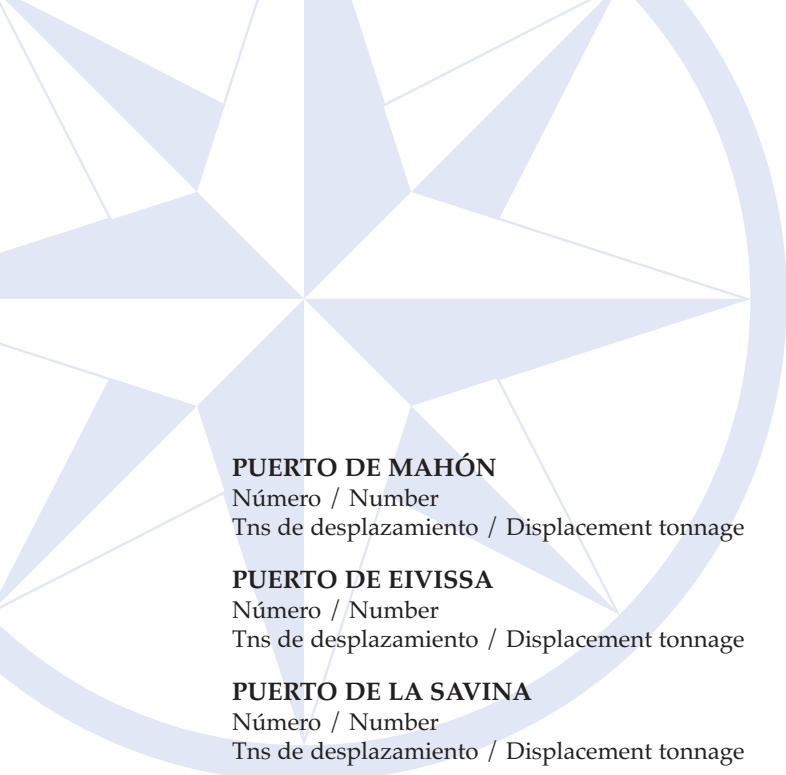 PUERTO DE MAHÓN
Número / Number
Tns de desplazamiento / Displacement tonnage
PUERTO DE EIVISSA
Número / Number
Tns de desplazamiento / Displacement tonnage
PUERTO DE LA SAVINA
Número / Number
Tns de desplazamiento / Displacement tonnage